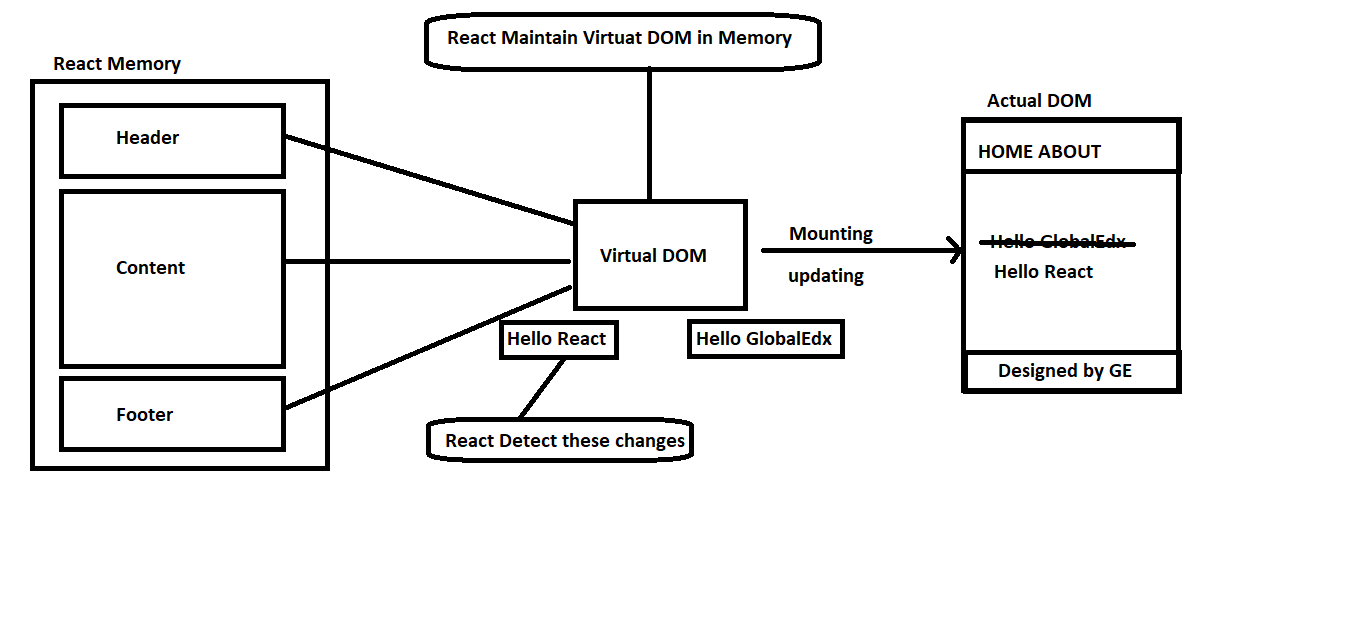 React Maintain Virtuat DOM in Memory
React Memory
Header
Content
Footer
Virtual DOM
Hello React
Hello GlobalEdx
React Detect these changes
Mounting
updating
Actual DOM
HOME ABOUT
Hello GlobalEdx
Hello React
Designed by GE